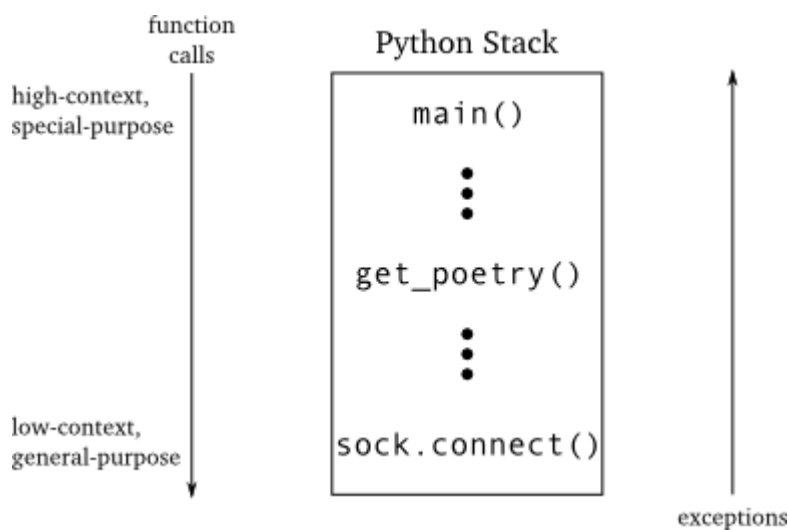 function
calls
Python Stack
high-context,
special-purpose
main()
get_poetry()
low-context,
general-purpose
sock.connect()
exceptions